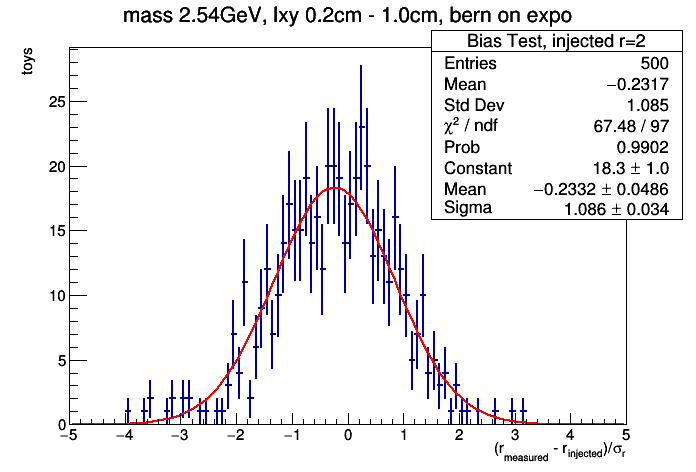 mass 2.54GeV, lxy 0.2cm - 1.0cm, bern on expo
Bias Test, injected r=2
Entries 500
Mean −0.2317
Std Dev 1.085
χ² / ndf 67.48 / 97
Prob 0.9902
Constant 18.3 ± 1.0
Mean −0.2332 ± 0.0486
Sigma 1.086 ± 0.034
toys
25
20
15
10
5
0
−5 −4 −3 −2 −1 0 1 2 3 4 5
(r_measured - r_injected)/σ_r